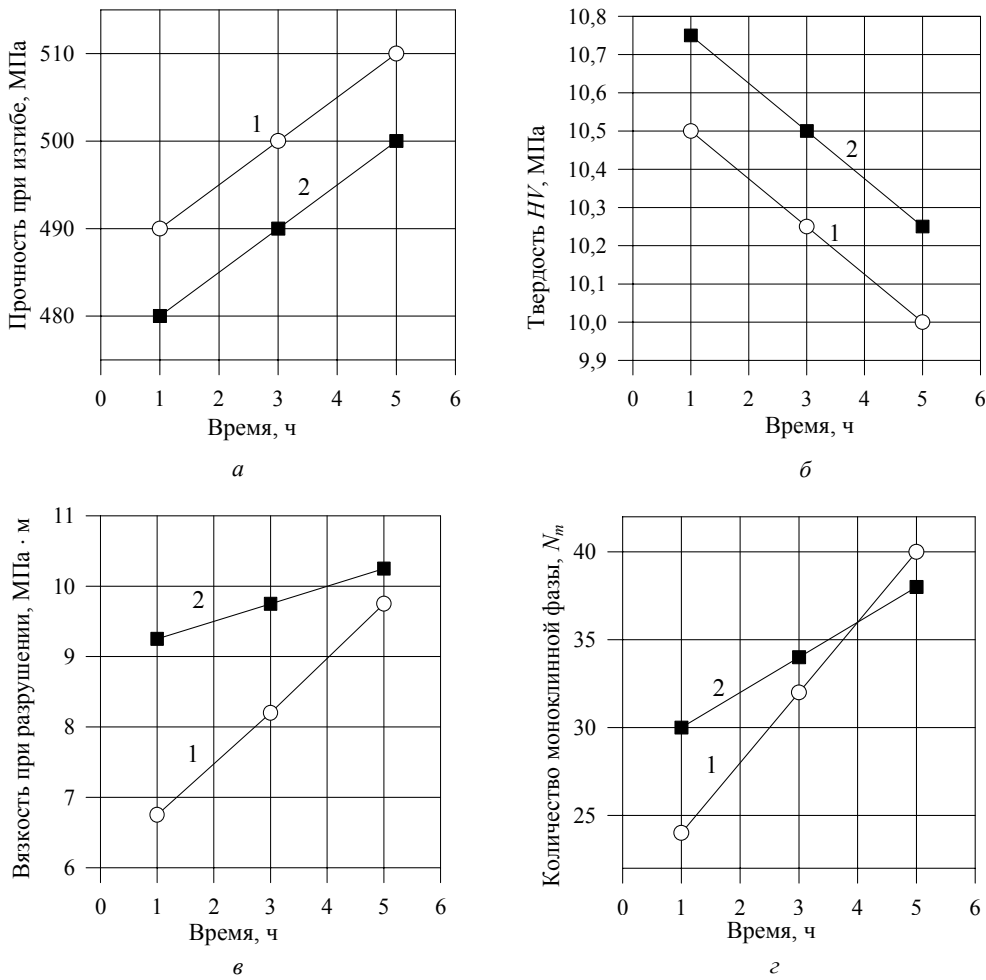 Прочность при изгибе, МПа
510
500
490
480
1
2
0 1 2 3 4 5 6
Время, ч
а
Твердость HV, МПа
10,8
10,7
10,6
10,5
10,4
10,3
10,2
10,1
10,0
9,9
2
1
0 1 2 3 4 5 6
Время, ч
б
Вязкость при разрушении, МПа · м
11
10
9
8
7
6
2
1
0 1 2 3 4 5 6
Время, ч
в
Количество моноклинной фазы, Nm
40
35
30
25
2
1
0 1 2 3 4 5 6
Время, ч
г